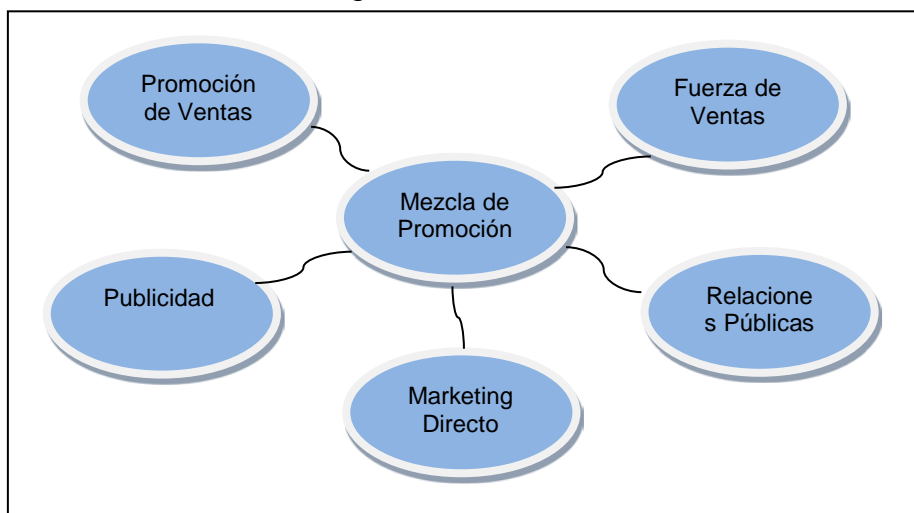 Promoción
de Ventas
Fuerza de
Ventas
Mezcla de
Promoción
Publicidad
Relacione
s Públicas
Marketing
Directo